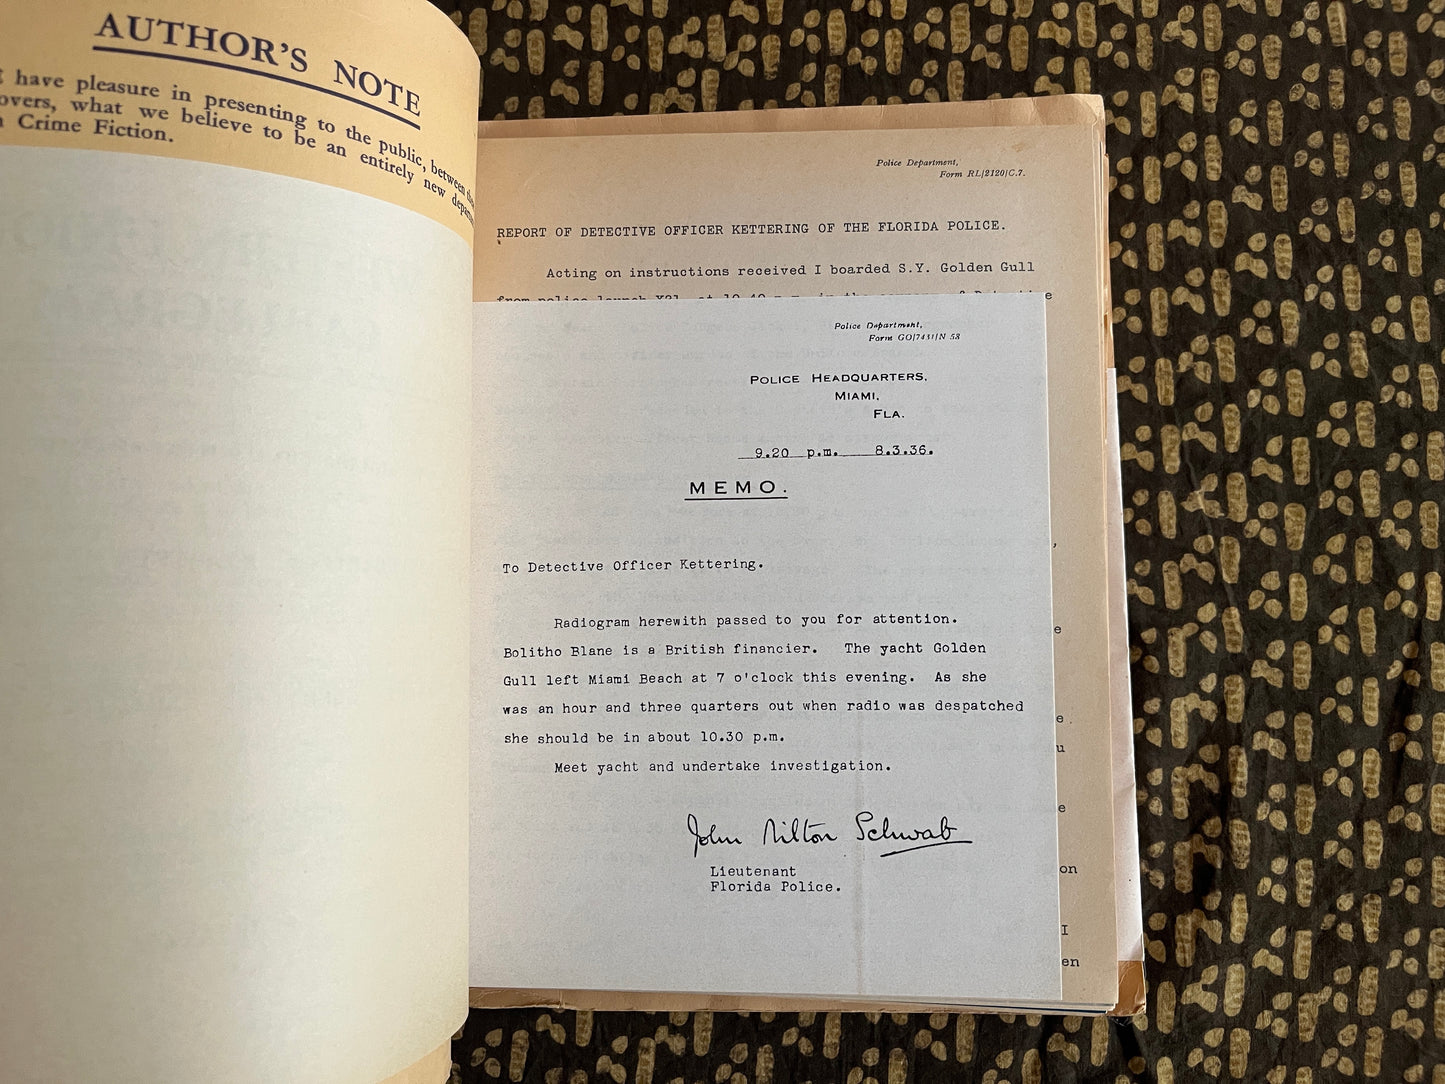 AUTHOR'S NOTE
have pleasure in presenting to the public, between
overs, what we believe to be an entirely new
Crime Fiction.
Police Department,
Form RL/2120/C.7.
REPORT OF DETECTIVE OFFICER KETTERING OF THE FLORIDA POLICE.
Acting on instructions received I boarded S.Y. Golden Gull
from police launch
Police Department,
Form GO/7431/N 58
POLICE HEADQUARTERS,
MIAMI,
FLA.
9.20 p.m. 8.3.36.
MEMO.
To Detective Officer Kettering.
Radiogram herewith passed to you for attention.
Bolitho Blane is a British financier. The yacht Golden
Gull left Miami Beach at 7 o'clock this evening. As she
was an hour and three quarters out when radio was despatched
she should be in about 10.30 p.m.
Meet yacht and undertake investigation.
John Milton Schwab
Lieutenant
Florida Police.